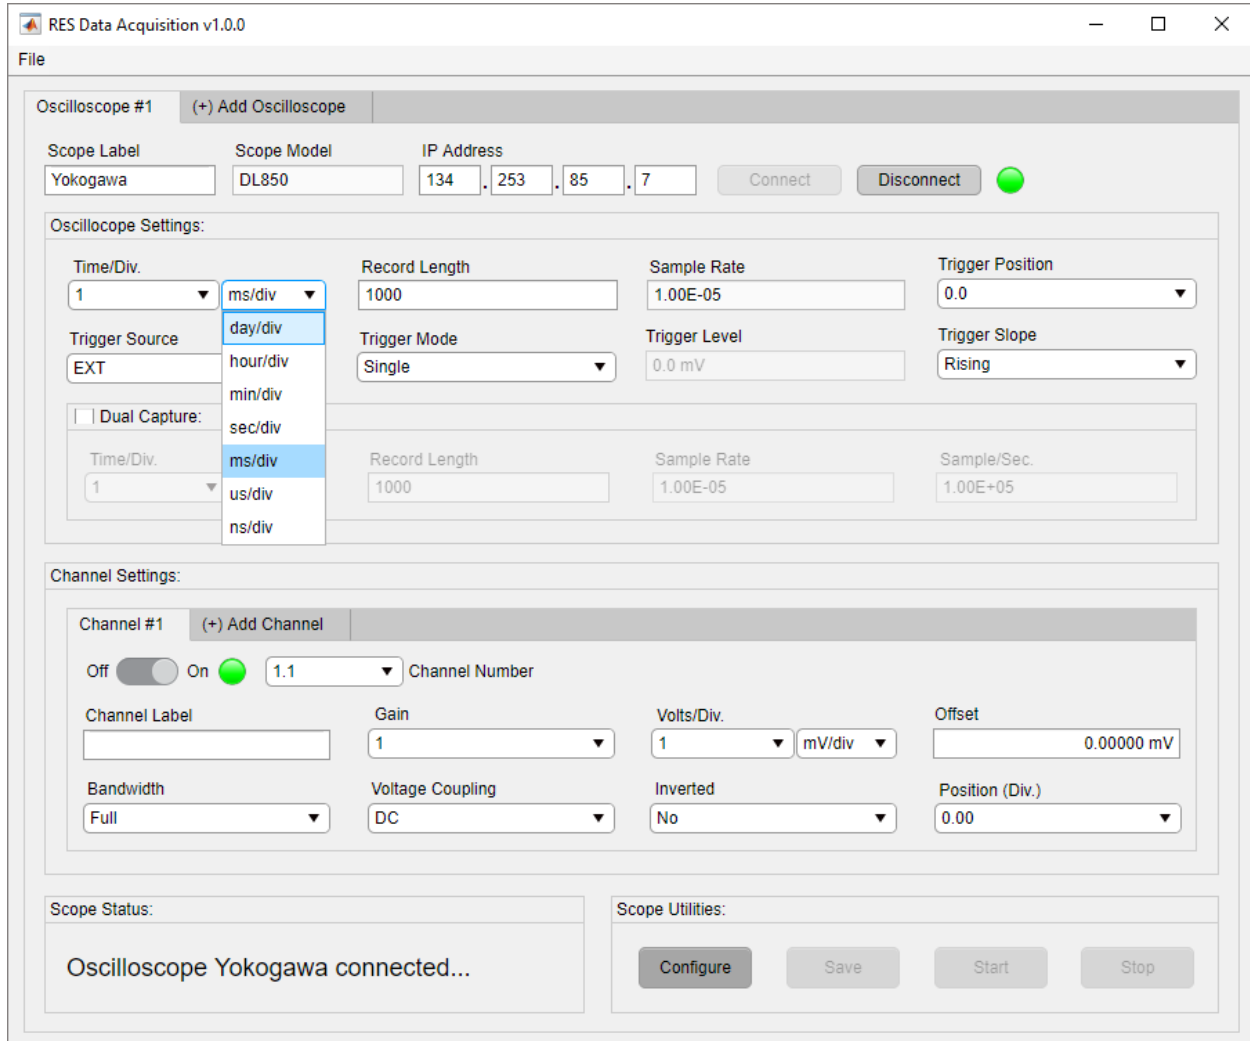 RES Data Acquisition v1.0.0
File
Oscilloscope #1 (+) Add Oscilloscope
Scope Label Scope Model IP Address
Yokogawa DL850 134 . 253 . 85 . 7 Connect Disconnect
Oscillocope Settings:
Time/Div. Record Length Sample Rate Trigger Position
1 ms/div 1000 1.00E-05 0.0
day/div
hour/div
min/div
sec/div
ms/div
us/div
ns/div
Trigger Source Trigger Mode Trigger Level Trigger Slope
EXT Single 0.0 mV Rising
Dual Capture:
Time/Div. Record Length Sample Rate Sample/Sec.
1 1000 1.00E-05 1.00E+05
Channel Settings:
Channel #1 (+) Add Channel
Off On 1.1 Channel Number
Channel Label Gain Volts/Div. Offset
1 1 mV/div 0.00000 mV
Bandwidth Voltage Coupling Inverted Position (Div.)
Full DC No 0.00
Scope Status:
Oscilloscope Yokogawa connected...
Scope Utilities:
Configure Save Start Stop